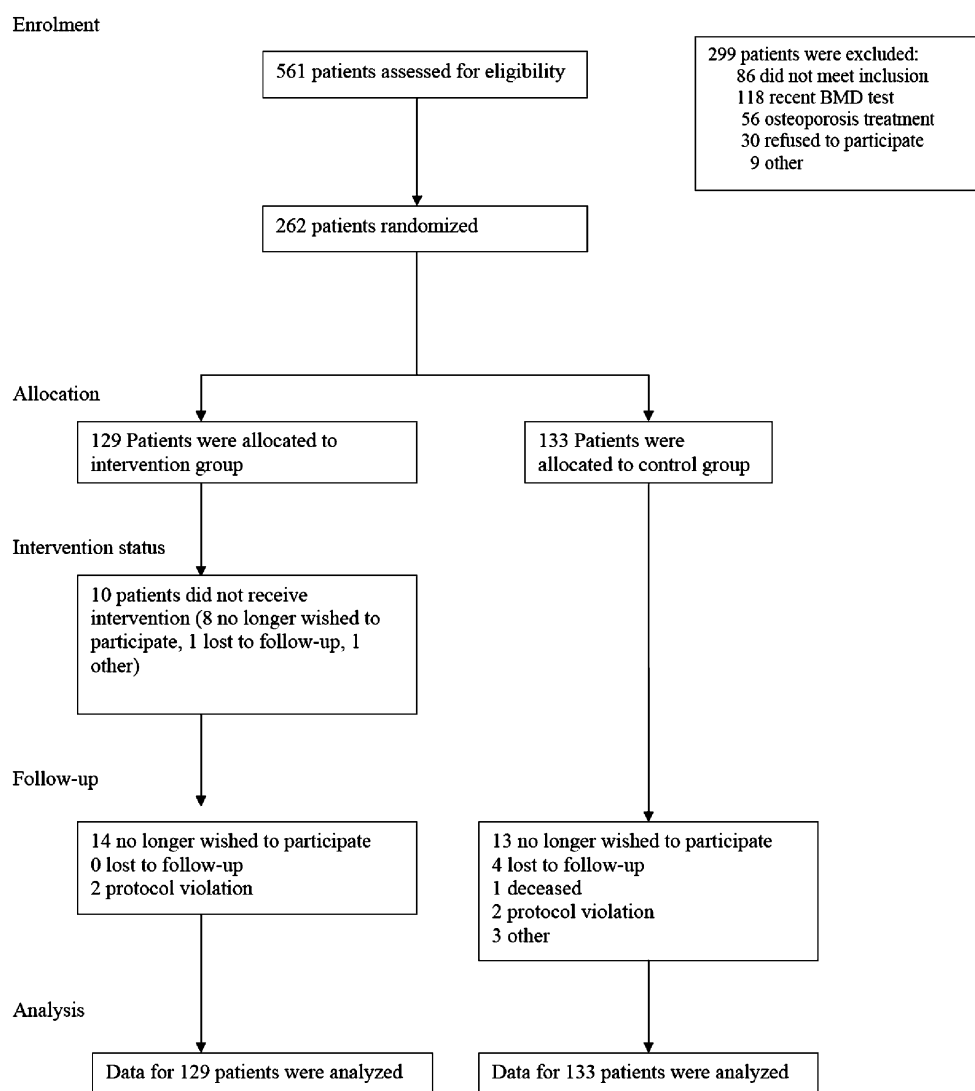 Enrolment
561 patients assessed for eligibility
299 patients were excluded:
86 did not meet inclusion
118 recent BMD test
56 osteoporosis treatment
30 refused to participate
9 other
262 patients randomized
Allocation
129 Patients were allocated to
intervention group
133 Patients were
allocated to control group
Intervention status
10 patients did not receive
intervention (8 no longer wished to
participate, 1 lost to follow-up, 1
other)
Follow-up
14 no longer wished to participate
0 lost to follow-up
2 protocol violation
13 no longer wished to participate
4 lost to follow-up
1 deceased
2 protocol violation
3 other
Analysis
Data for 129 patients were analyzed
Data for 133 patients were analyzed